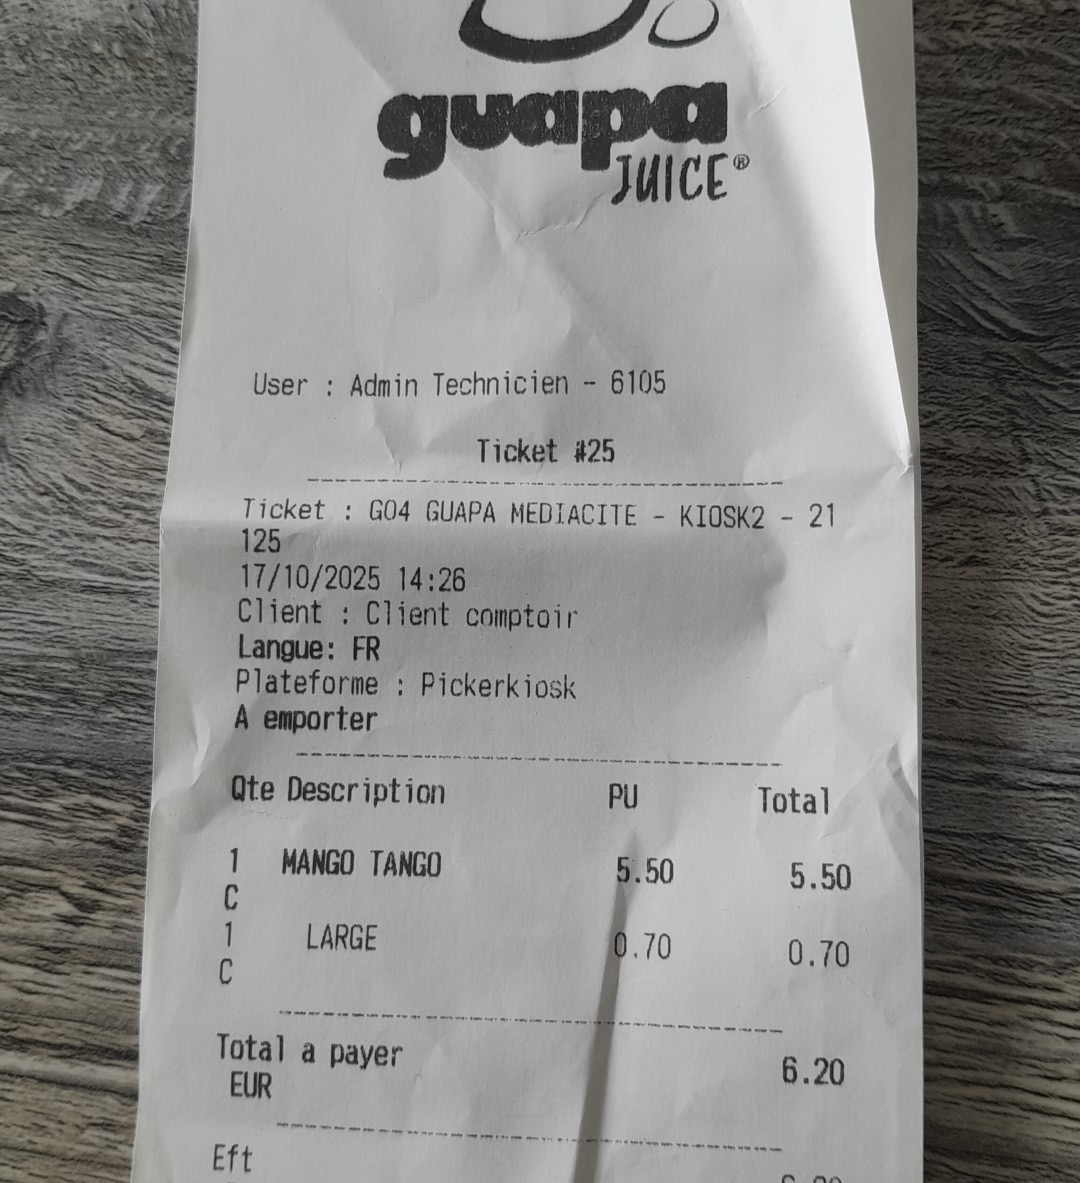 guapa
JUICE®
User : Admin Technicien - 6105
Ticket #25
Ticket : G04 GUAPA MEDIACITE - KIOSK2 - 21
125
17/10/2025 14:26
Client : Client comptoir
Langue: FR
Plateforme : Pickerkiosk
A emporter
Qte Description PU Total
1 MANGO TANGO 5.50 5.50
C
1 LARGE 0.70 0.70
C
Total a payer 6.20
EUR
Eft